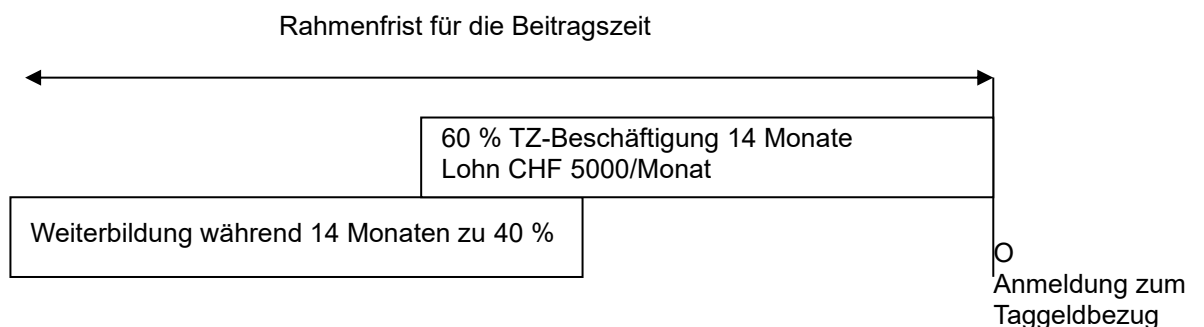 Rahmenfrist für die Beitragszeit
60 % TZ-Beschäftigung 14 Monate
Lohn CHF 5000/Monat
Weiterbildung während 14 Monaten zu 40 %
O
Anmeldung zum
Taggeldbezug